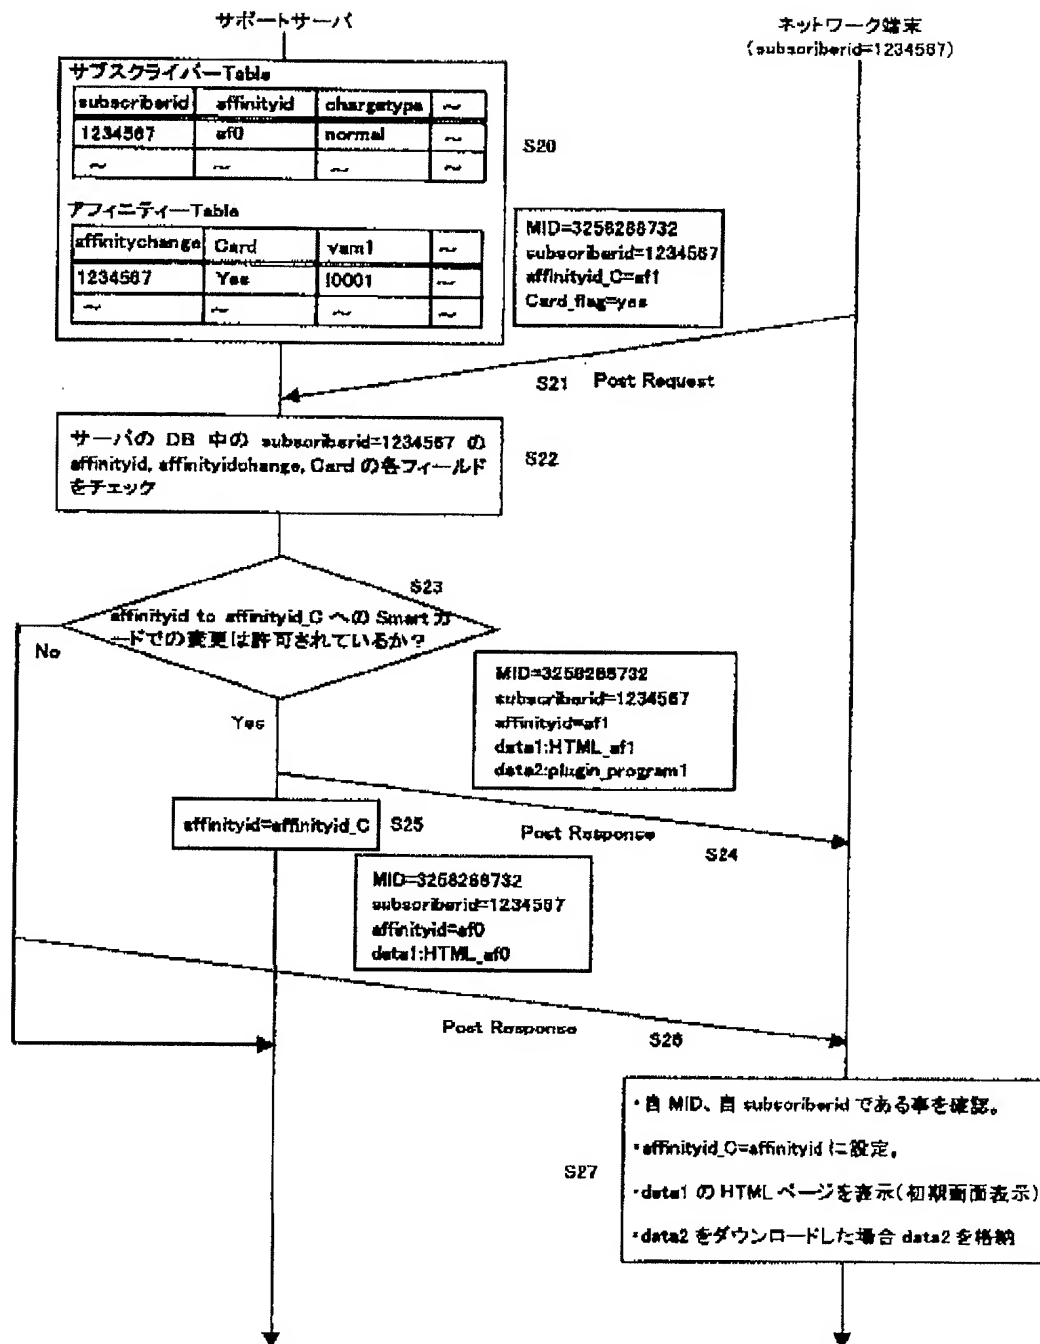 サポートサーバ
ネットワーク端末
(subscriberid=1234567)
サブスクライバーTable
subscriberid affinityid chargetype ~
1234567 af0 normal ~
~ ~ ~ ~
S20
アフィニティーTable
affinitychange Card vam1 ~
1234567 Yes I0001 ~
~ ~ ~ ~
MID=3256268732
subscriberid=1234567
affinityid_C=af1
Card_flag=yes
S21 Post Request
サーバの DB 中の subscriberid=1234567 の
affinityid, affinityidchange, Card の各フィールド
をチェック
S22
S23
affinityid to affinityid_C への Smart カ
ードでの変更は許可されているか？
No
Yes
MID=3256268732
subscriberid=1234567
affinityid=af1
data1:HTML_af1
data2:plugin_program1
affinityid=affinityid_C S25
Post Response
S24
MID=3256268732
subscriberid=1234567
affinityid=af0
data1:HTML_af0
Post Response
S26
S27
・自 MID、自 subscriberid である事を確認。
・affinityid_C=affinityid に設定。
・data1 の HTML ページを表示(初期画面表示)
・data2 をダウンロードした場合 data2 を格納